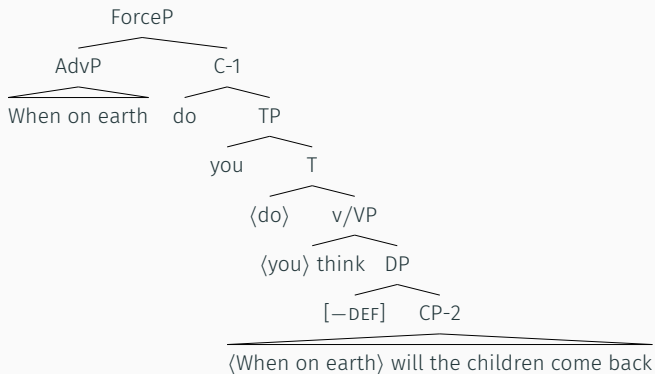 ForceP
AdvP C-1
When on earth do TP
you T
⟨do⟩ v/VP
⟨you⟩ think DP
[−DEF] CP-2
⟨When on earth⟩ will the children come back